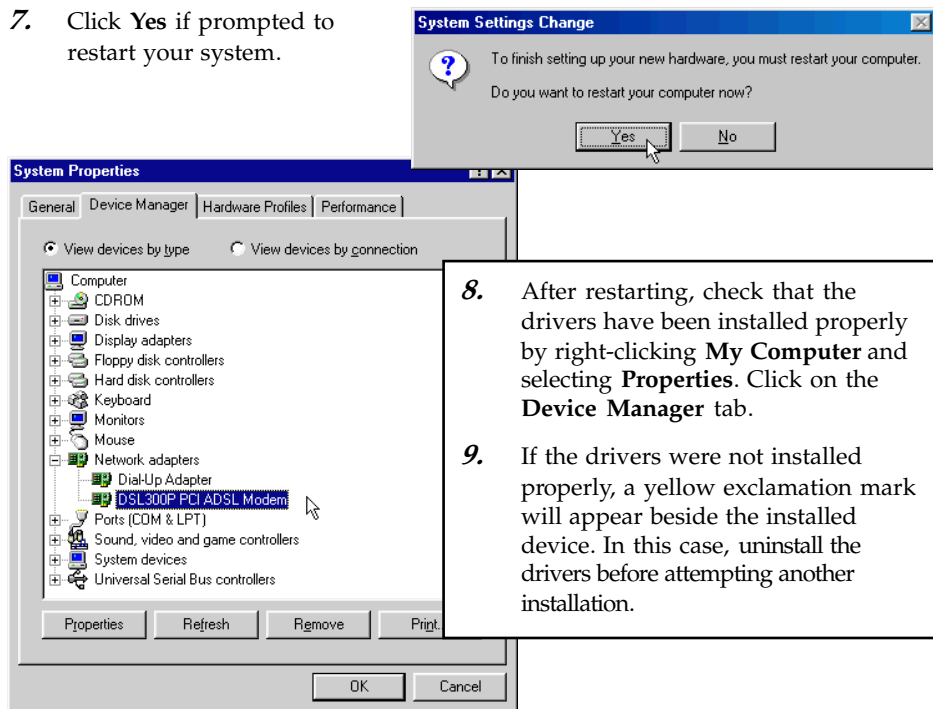 7. Click Yes if prompted to
restart your system.
System Settings Change
To finish setting up your new hardware, you must restart your computer.
Do you want to restart your computer now?
Yes
No
System Properties
General Device Manager Hardware Profiles Performance
View devices by type View devices by connection
Computer
CDROM
Disk drives
Display adapters
Floppy disk controllers
Hard disk controllers
Keyboard
Monitors
Mouse
Network adapters
Dial-Up Adapter
DSL300P PCI ADSL Modem
Ports (COM & LPT)
Sound, video and game controllers
System devices
Universal Serial Bus controllers
Properties Refresh Remove Print.
OK Cancel
8. After restarting, check that the
drivers have been installed properly
by right-clicking My Computer and
selecting Properties. Click on the
Device Manager tab.
9. If the drivers were not installed
properly, a yellow exclamation mark
will appear beside the installed
device. In this case, uninstall the
drivers before attempting another
installation.